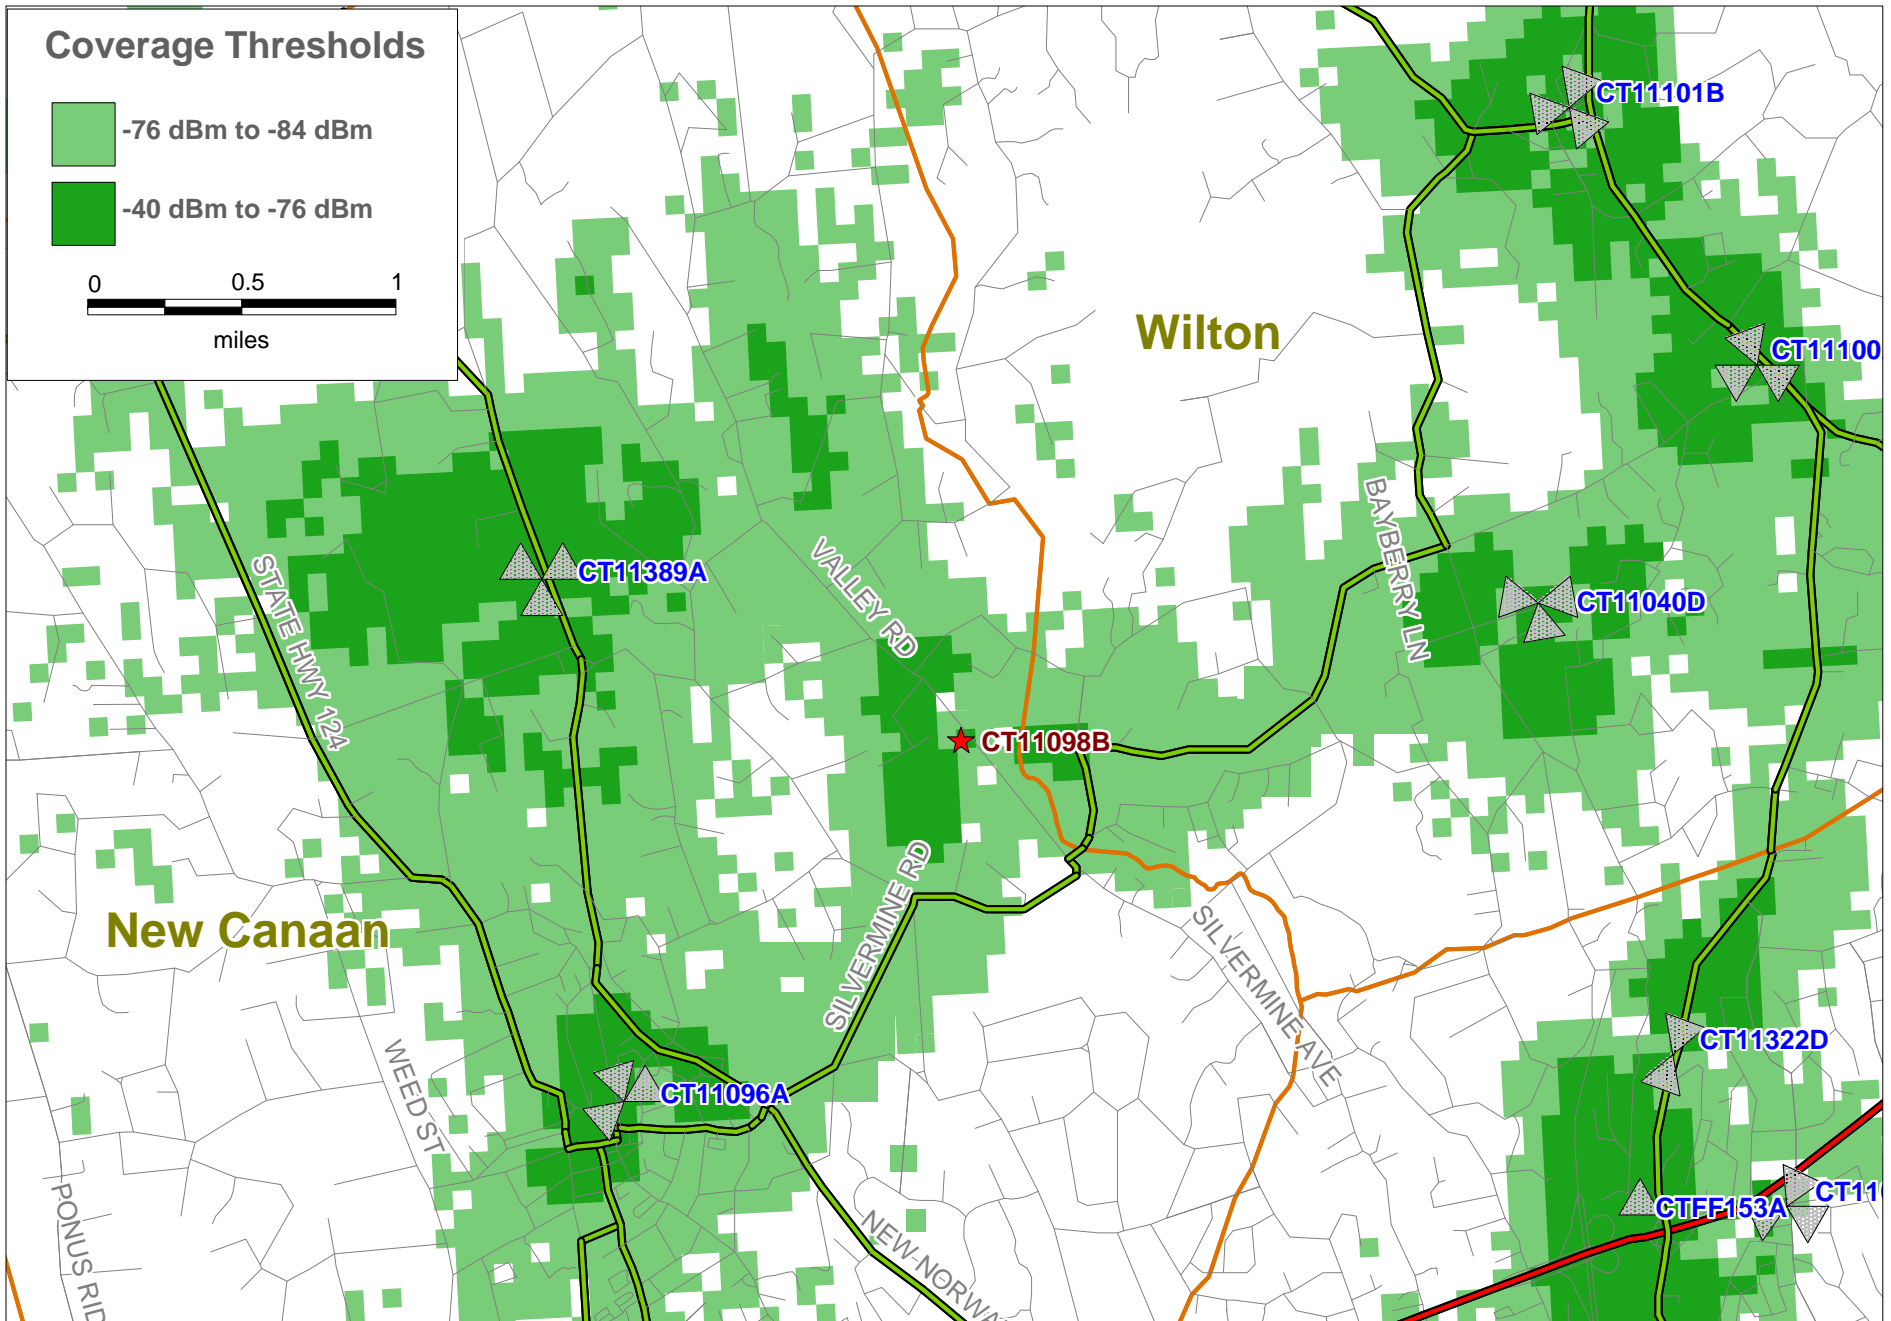 Coverage Thresholds
-76 dBm to -84 dBm
-40 dBm to -76 dBm
0 0.5 1
miles
CT11101B
Wilton
CT11100
BAYBERRY LN
VALLEY RD
CT11389A
CT11040D
STATE HWY 124
CT11098B
SILVERMINE RD
New Canaan
SILVERMINE AVE
CT11322D
WEED ST
CT11096A
CTFF153A
CT110
PONUS RID
NEW-NORWA